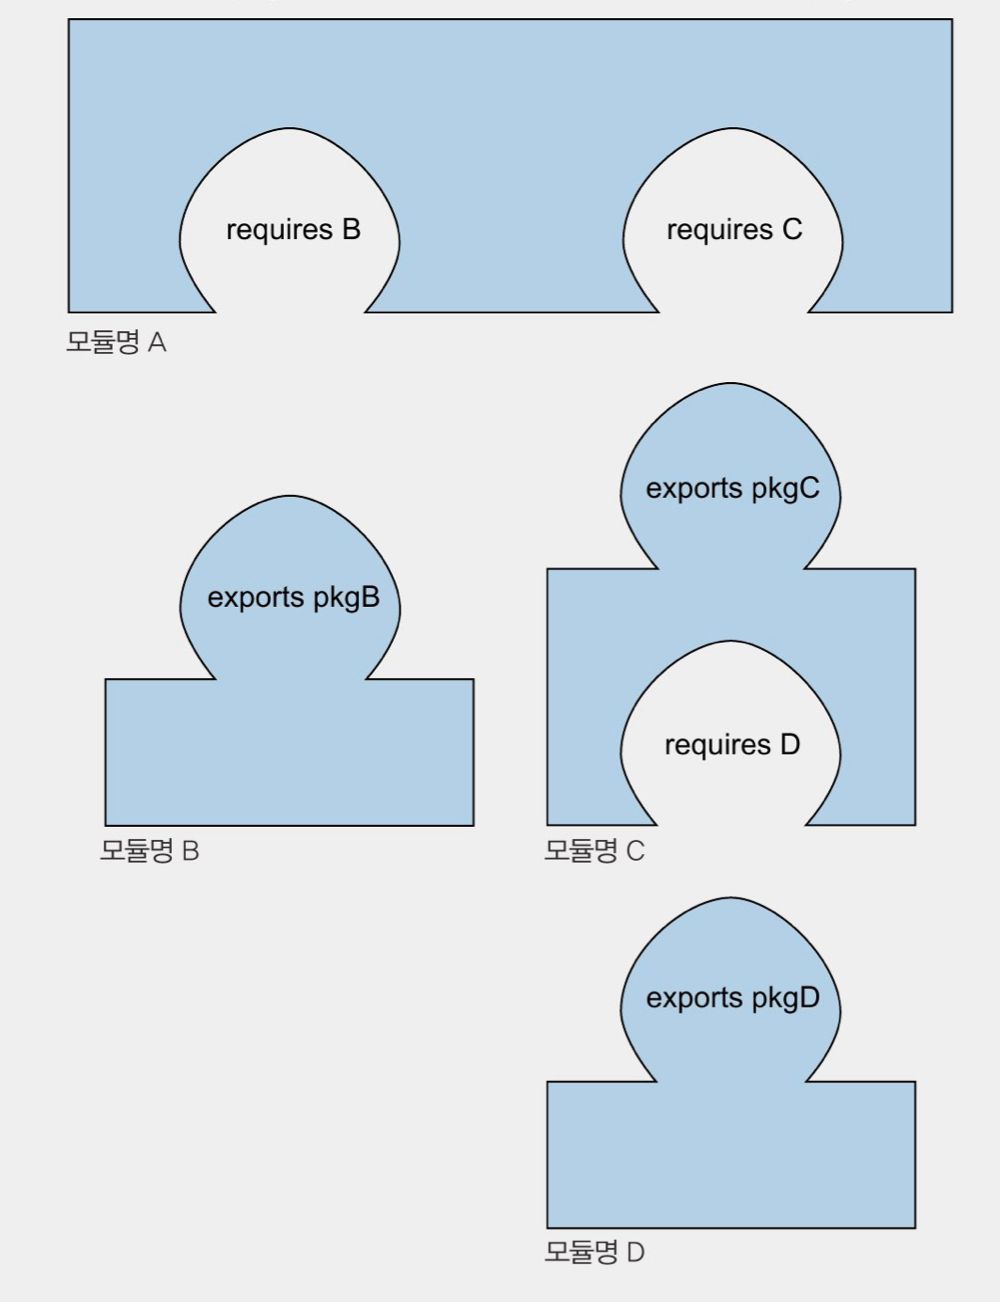 requires B
requires C
모듈명 A
exports pkgC
exports pkgB
requires D
모듈명 B
모듈명 C
exports pkgD
모듈명 D